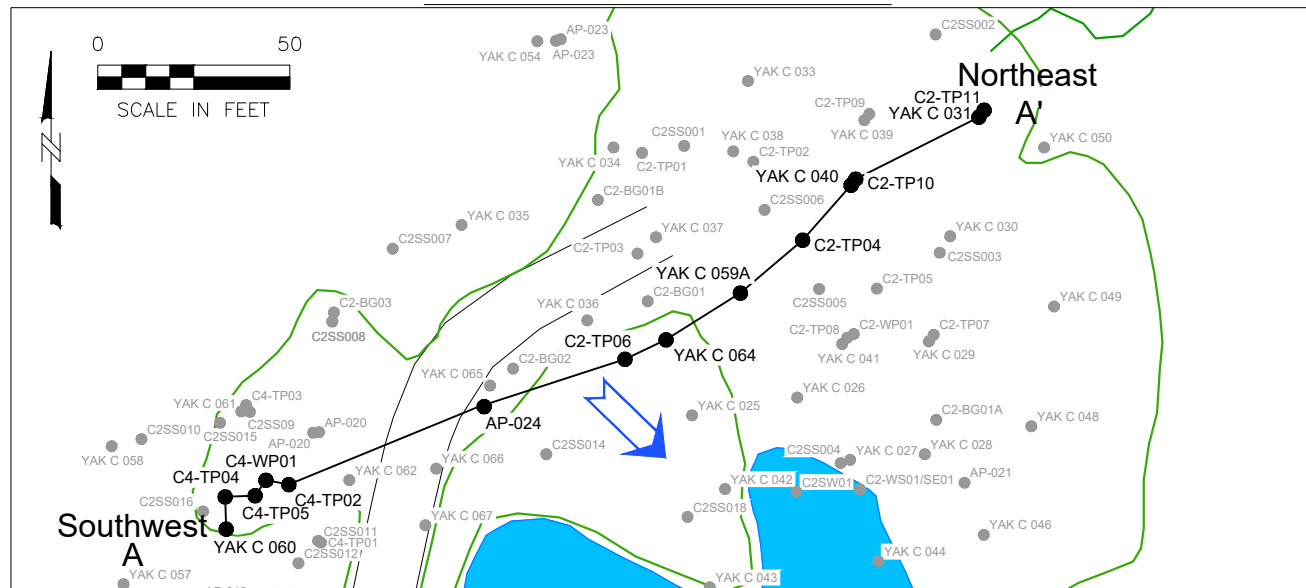 0
50
SCALE IN FEET
N
AP-023
YAK C 054
AP-023
C2SS002
YAK C 033
Northeast
A'
C2-TP11
YAK C 031
C2-TP09
YAK C 039
YAK C 050
C2SS001
YAK C 038
YAK C 034
C2-TP01
C2-TP02
YAK C 040
C2-TP10
C2-BG01B
C2SS006
YAK C 035
C2SS007
YAK C 037
C2-TP03
C2-TP04
YAK C 030
C2SS003
YAK C 059A
C2-TP05
C2-BG01
C2SS005
C2-BG03
C2SS008
YAK C 036
YAK C 049
C2-TP08
C2-WP01
C2-TP07
YAK C 041
YAK C 029
C2-TP06
YAK C 064
C2-BG02
YAK C 065
AP-024
YAK C 026
YAK C 025
C2-BG01A
YAK C 048
C4-TP03
YAK C 061
C2SS09
C2SS015
C2SS010
AP-020
AP-020
YAK C 058
C2SS014
C4-WP01
C4-TP04
YAK C 062
YAK C 066
C2SS004
YAK C 027
YAK C 028
C4-TP02
C4-TP05
YAK C 042
C2SW01
C2-WS01/SE01
AP-021
C2SS016
Southwest
A
YAK C 060
C2SS018
YAK C 067
C2SS011
C4-TP01
C2SS012
YAK C 046
YAK C 044
YAK C 057
YAK C 043